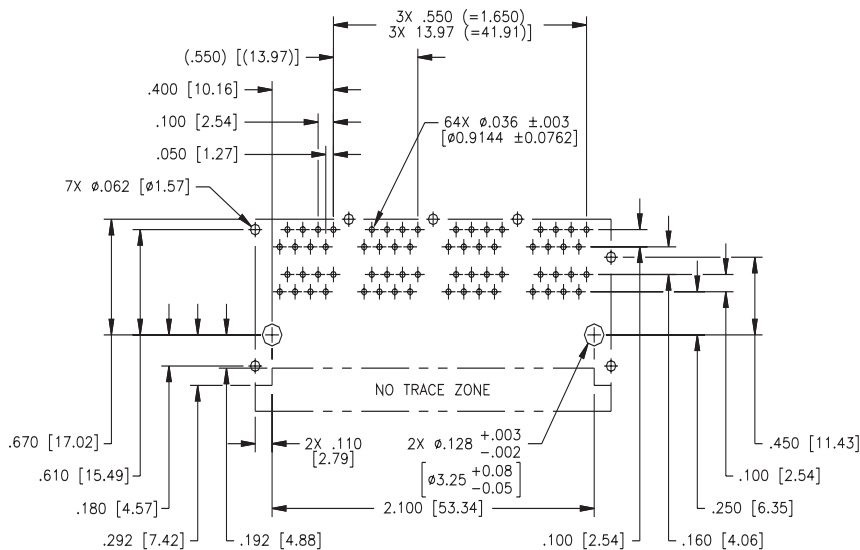 3X .550 (=1.650)
3X 13.97 (=41.91)]
(.550) [(13.97)]
.400 [10.16]
.100 [2.54]
64X ø.036 ±.003
[ø0.9144 ±0.0762]
.050 [1.27]
7X ø.062 [ø1.57]
NO TRACE ZONE
.670 [17.02]
2X .110
[2.79]
2X ø.128 +.003
-.002
[ø3.25 +0.08
-0.05]
.450 [11.43]
.610 [15.49]
.100 [2.54]
.180 [4.57]
2.100 [53.34]
.250 [6.35]
.292 [7.42]
.192 [4.88]
.100 [2.54]
.160 [4.06]